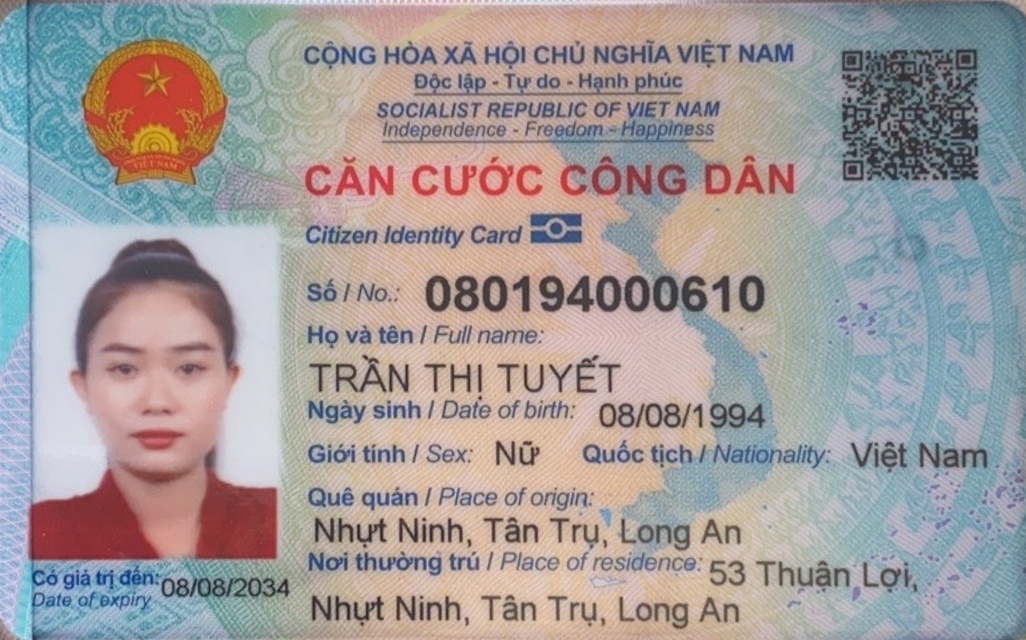 CỘNG HÒA XÃ HỘI CHỦ NGHĨA VIỆT NAM
Độc lập - Tự do - Hạnh phúc
SOCIALIST REPUBLIC OF VIET NAM
Independence - Freedom - Happiness
CĂN CƯỚC CÔNG DÂN
Citizen Identity Card
Số / No.: 080194000610
Họ và tên / Full name:
TRẦN THỊ TUYẾT
Ngày sinh / Date of birth: 08/08/1994
Giới tính / Sex: Nữ Quốc tịch / Nationality: Việt Nam
Quê quán / Place of origin:
Nhựt Ninh, Tân Trụ, Long An
Nơi thường trú / Place of residence: 53 Thuận Lợi,
Nhựt Ninh, Tân Trụ, Long An
Có giá trị đến: 08/08/2034
Date of expiry